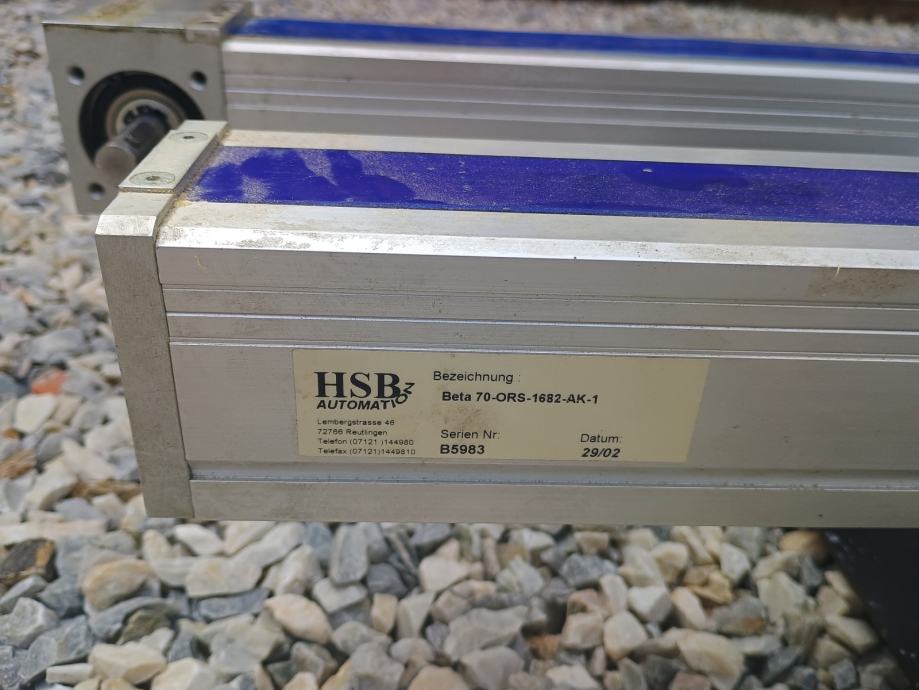 HSB
AUTOMATION
Lembergstrasse 46
72766 Reutlingen
Telefon (07121 )144980
Telefax (07121)1449810
Bezeichnung :
Beta 70-ORS-1682-AK-1
Serien Nr:
B5983
Datum:
29/02